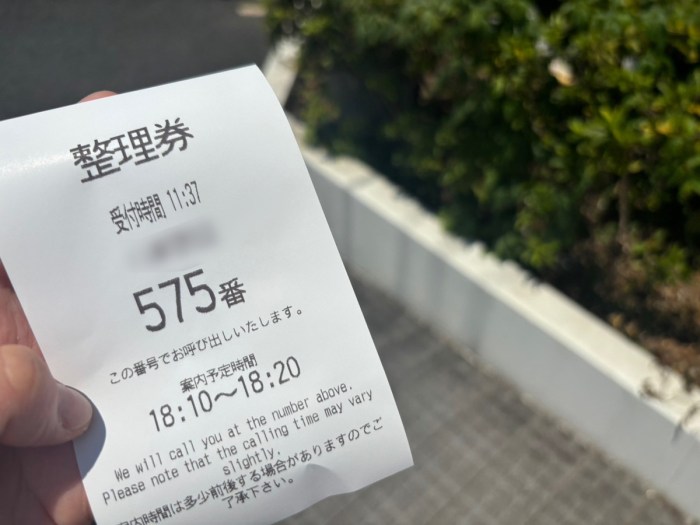 整理券
受付時間 11:37
575番
この番号でお呼び出しいたします。
案内予定時間
18:10～18:20
We will call you at the number above.
Please note that the calling time may vary
slightly.
案内時間は多少前後する場合がありますのでご
了承下さい。